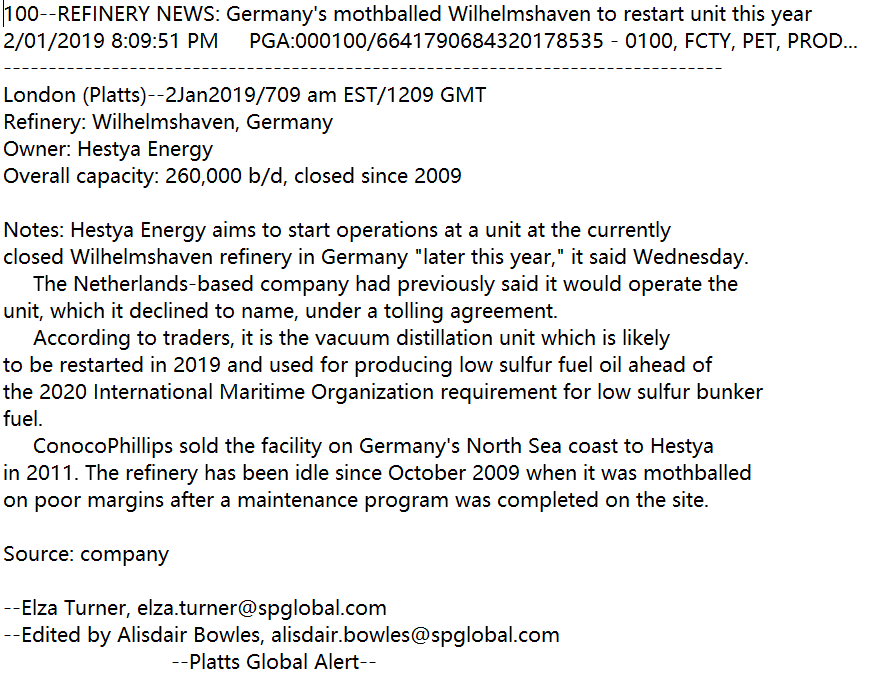 100--REFINERY NEWS: Germany's mothballed Wilhelmshaven to restart unit this year
2/01/2019 8:09:51 PM PGA:000100/6641790684320178535 - 0100, FCTY, PET, PROD...
--------------------------------------------------------------------------
London (Platts)--2Jan2019/709 am EST/1209 GMT
Refinery: Wilhelmshaven, Germany
Owner: Hestya Energy
Overall capacity: 260,000 b/d, closed since 2009
Notes: Hestya Energy aims to start operations at a unit at the currently
closed Wilhelmshaven refinery in Germany "later this year," it said Wednesday.
The Netherlands-based company had previously said it would operate the
unit, which it declined to name, under a tolling agreement.
According to traders, it is the vacuum distillation unit which is likely
to be restarted in 2019 and used for producing low sulfur fuel oil ahead of
the 2020 International Maritime Organization requirement for low sulfur bunker
fuel.
ConocoPhillips sold the facility on Germany's North Sea coast to Hestya
in 2011. The refinery has been idle since October 2009 when it was mothballed
on poor margins after a maintenance program was completed on the site.
Source: company
--Elza Turner, elza.turner@spglobal.com
--Edited by Alisdair Bowles, alisdair.bowles@spglobal.com
--Platts Global Alert--